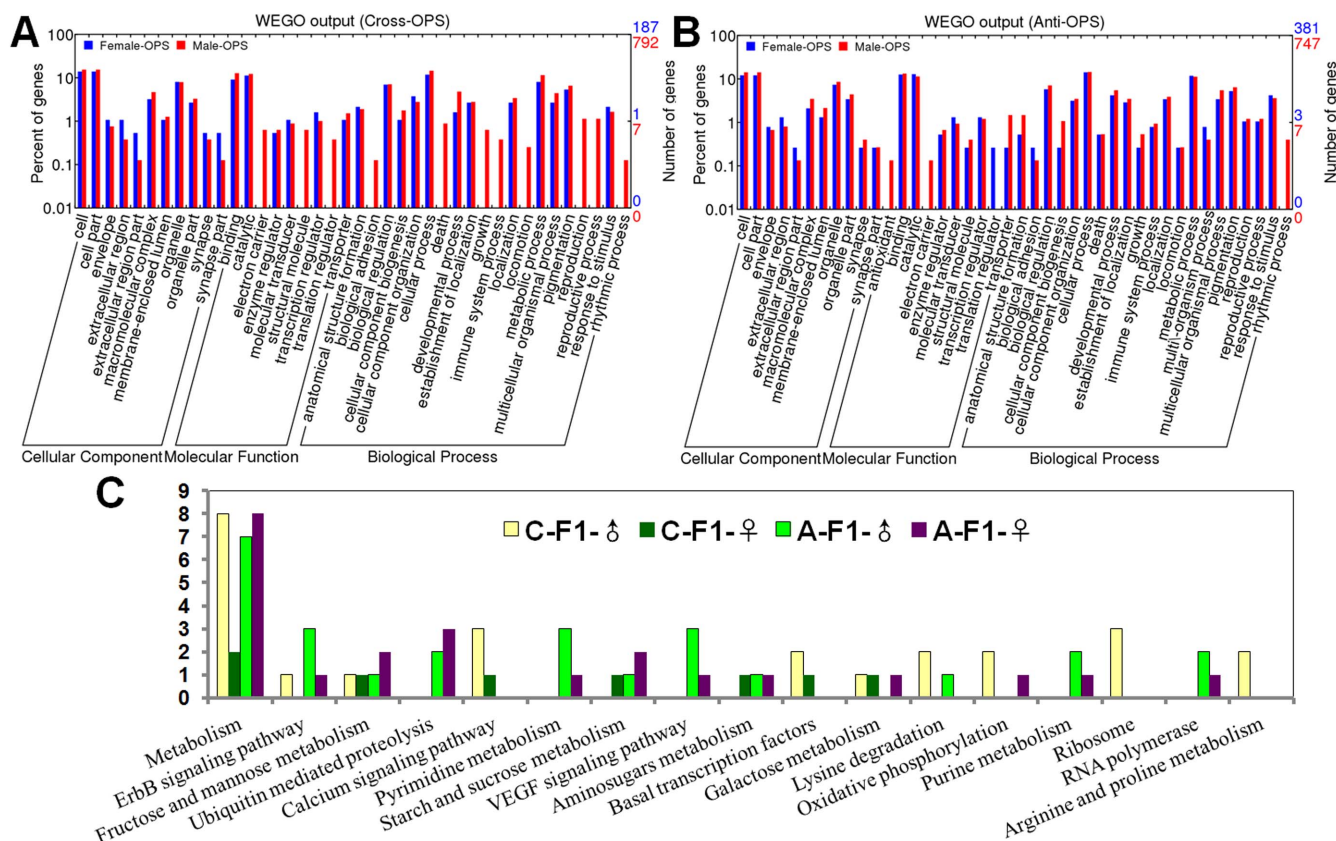 A
WEGO output (Cross-OPS)
Female-OPS
Male-OPS
Percent of genes
100
10
1
0.1
0.01
187
792
1
7
0
0
Number of genes
cell
cell part
envelope
extracellular region
extracellular region part
macromolecular complex
membrane-enclosed lumen
organelle
organelle part
synapse
synapse part
binding
catalytic
electron carrier
enzyme regulator
molecular transducer
structural molecule
transcription regulator
translation regulator
transporter
anatomical structure formation
biological adhesion
biological regulation
cellular component biogenesis
cellular component organization
cellular process
death
developmental process
establishment of localization
growth
immune system process
localization
locomotion
metabolic process
multicellular organismal process
pigmentation
reproduction
reproductive process
response to stimulus
rhythmic process
Cellular Component
Molecular Function
Biological Process
B
WEGO output (Anti-OPS)
Female-OPS
Male-OPS
Percent of genes
100
10
1
0.1
0.01
381
747
3
7
0
0
Number of genes
cell
cell part
envelope
extracellular region
extracellular region part
macromolecular complex
membrane-enclosed lumen
organelle
organelle part
synapse
synapse part
antioxidant
binding
catalytic
electron carrier
enzyme regulator
molecular transducer
structural molecule
transcription regulator
translation regulator
transporter
anatomical structure formation
biological adhesion
biological regulation
cellular component biogenesis
cellular component organization
cellular process
death
developmental process
establishment of localization
growth
immune system process
localization
locomotion
metabolic process
multi-organism process
multicellular organismal process
pigmentation
reproduction
reproductive process
response to stimulus
rhythmic process
Cellular Component
Molecular Function
Biological Process
C
9
8
7
6
5
4
3
2
1
0
C-F1-♂
C-F1-♀
A-F1-♂
A-F1-♀
Metabolism
ErbB signaling pathway
Fructose and mannose metabolism
Ubiquitin mediated proteolysis
Calcium signaling pathway
Pyrimidine metabolism
Starch and sucrose metabolism
VEGF signaling pathway
Aminosugars metabolism
Basal transcription factors
Galactose metabolism
Lysine degradation
Oxidative phosphorylation
Purine metabolism
Ribosome
RNA polymerase
Arginine and proline metabolism